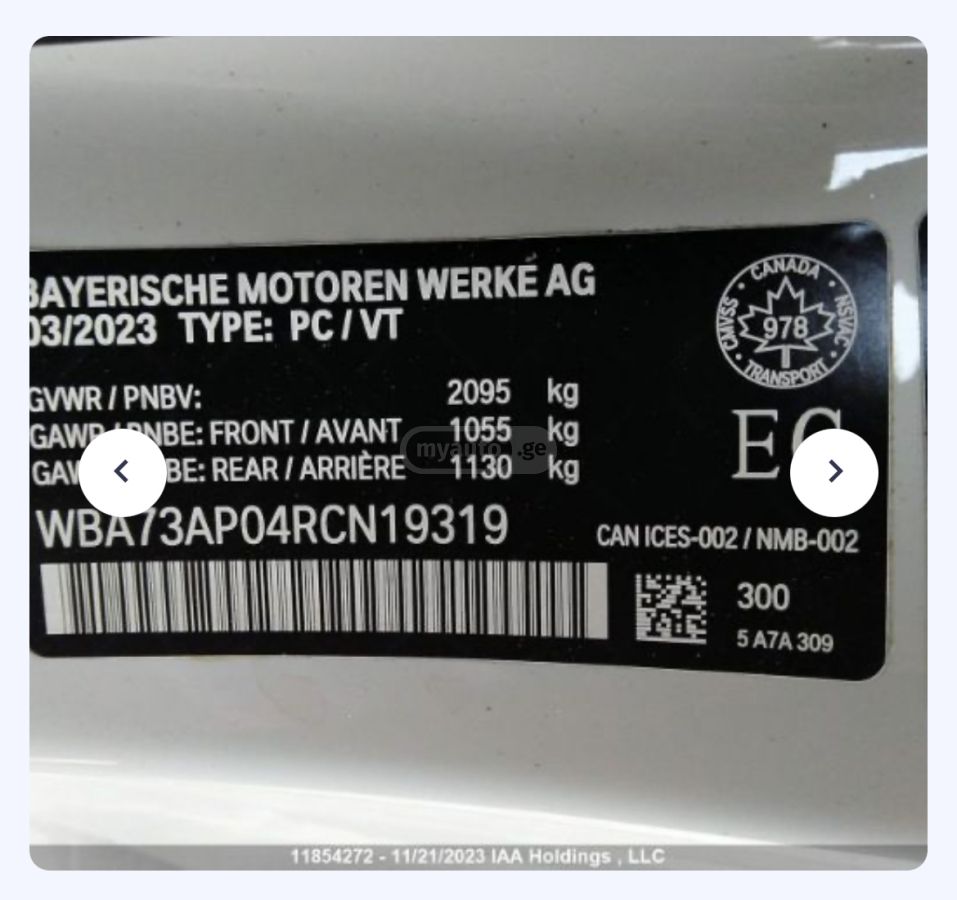 BAYERISCHE MOTOREN WERKE AG
03/2023 TYPE: PC / VT
GVWR / PNBV: 2095 kg
GAWR / PNBE: FRONT / AVANT 1055 kg
REAR / ARRIÈRE 1130 kg
CANADA
CMVSS
NSVAC
978
TRANSPORT
myauto.ge
WBA73AP04RCN19319
CAN ICES-002 / NMB-002
300
5 A7A 309
11854272 - 11/21/2023 IAA Holdings , LLC